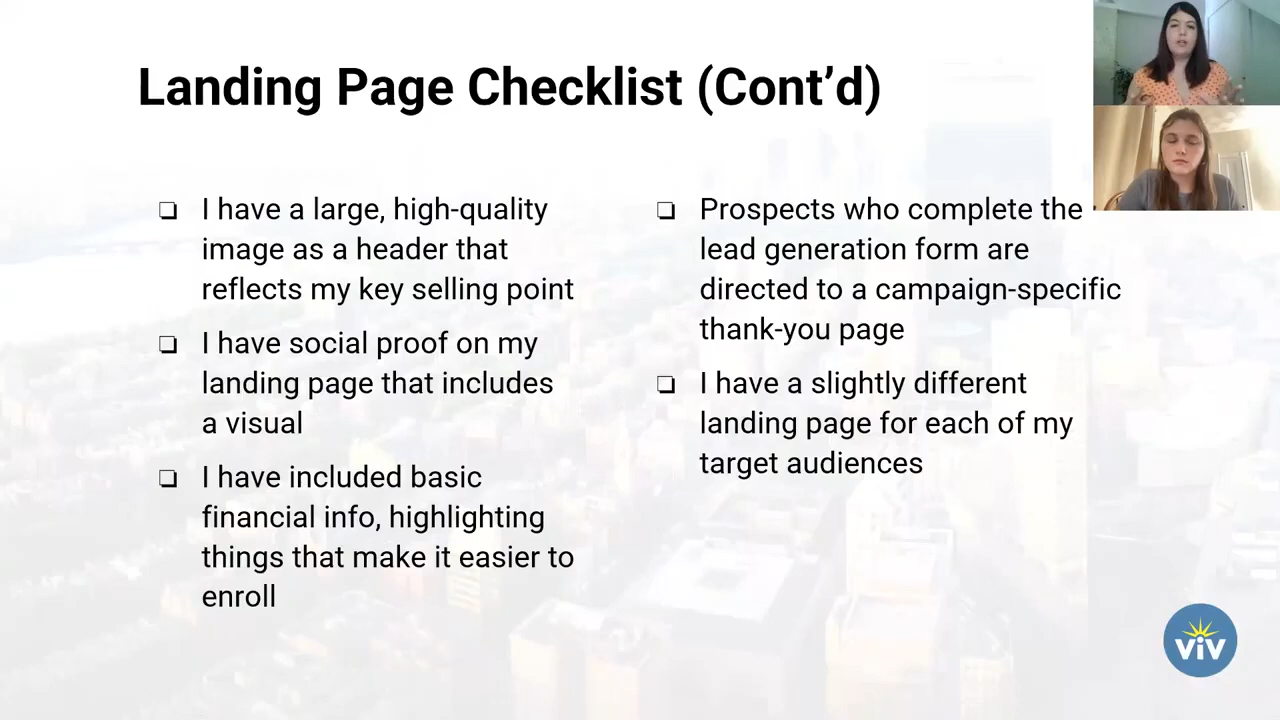 Landing Page Checklist (Cont’d)
❏ I have a large, high-quality
image as a header that
reflects my key selling point
❏ I have social proof on my
landing page that includes
a visual
❏ I have included basic
financial info, highlighting
things that make it easier to
enroll
❏ Prospects who complete the
lead generation form are
directed to a campaign-specific
thank-you page
❏ I have a slightly different
landing page for each of my
target audiences
viv